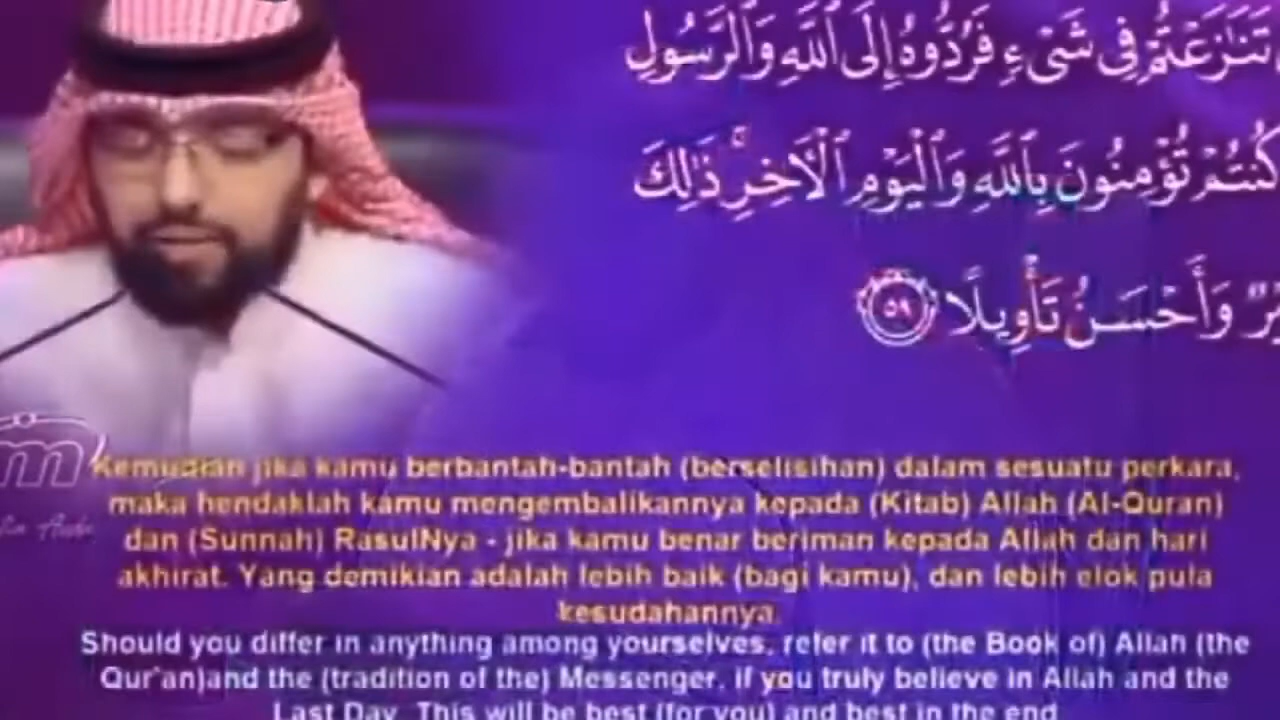 تَنَـٰزَعْتُمْ فِى شَىْءٍ فَرُدُّوهُ إِلَى ٱللَّهِ وَٱلرَّسُولِ
كُنتُمْ تُؤْمِنُونَ بِٱللَّهِ وَٱلْيَوْمِ ٱلْـَٔاخِرِ ۚ ذَٰلِكَ
وَأَحْسَنُ تَأْوِيلًا ٥٩
m
Kemudian jika kamu berbantah-bantah (berselisihan) dalam sesuatu perkara,
maka hendaklah kamu mengembalikannya kepada (Kitab) Allah (Al-Quran)
dan (Sunnah) RasulNya - jika kamu benar beriman kepada Allah dan hari
akhirat. Yang demikian adalah lebih baik (bagi kamu), dan lebih elok pula
kesudahannya.
Should you differ in anything among yourselves, refer it to (the Book of) Allah (the
Qur'an)and the (tradition of the) Messenger, if you truly believe in Allah and the
Last Day. This will be best (for you) and best in the end.